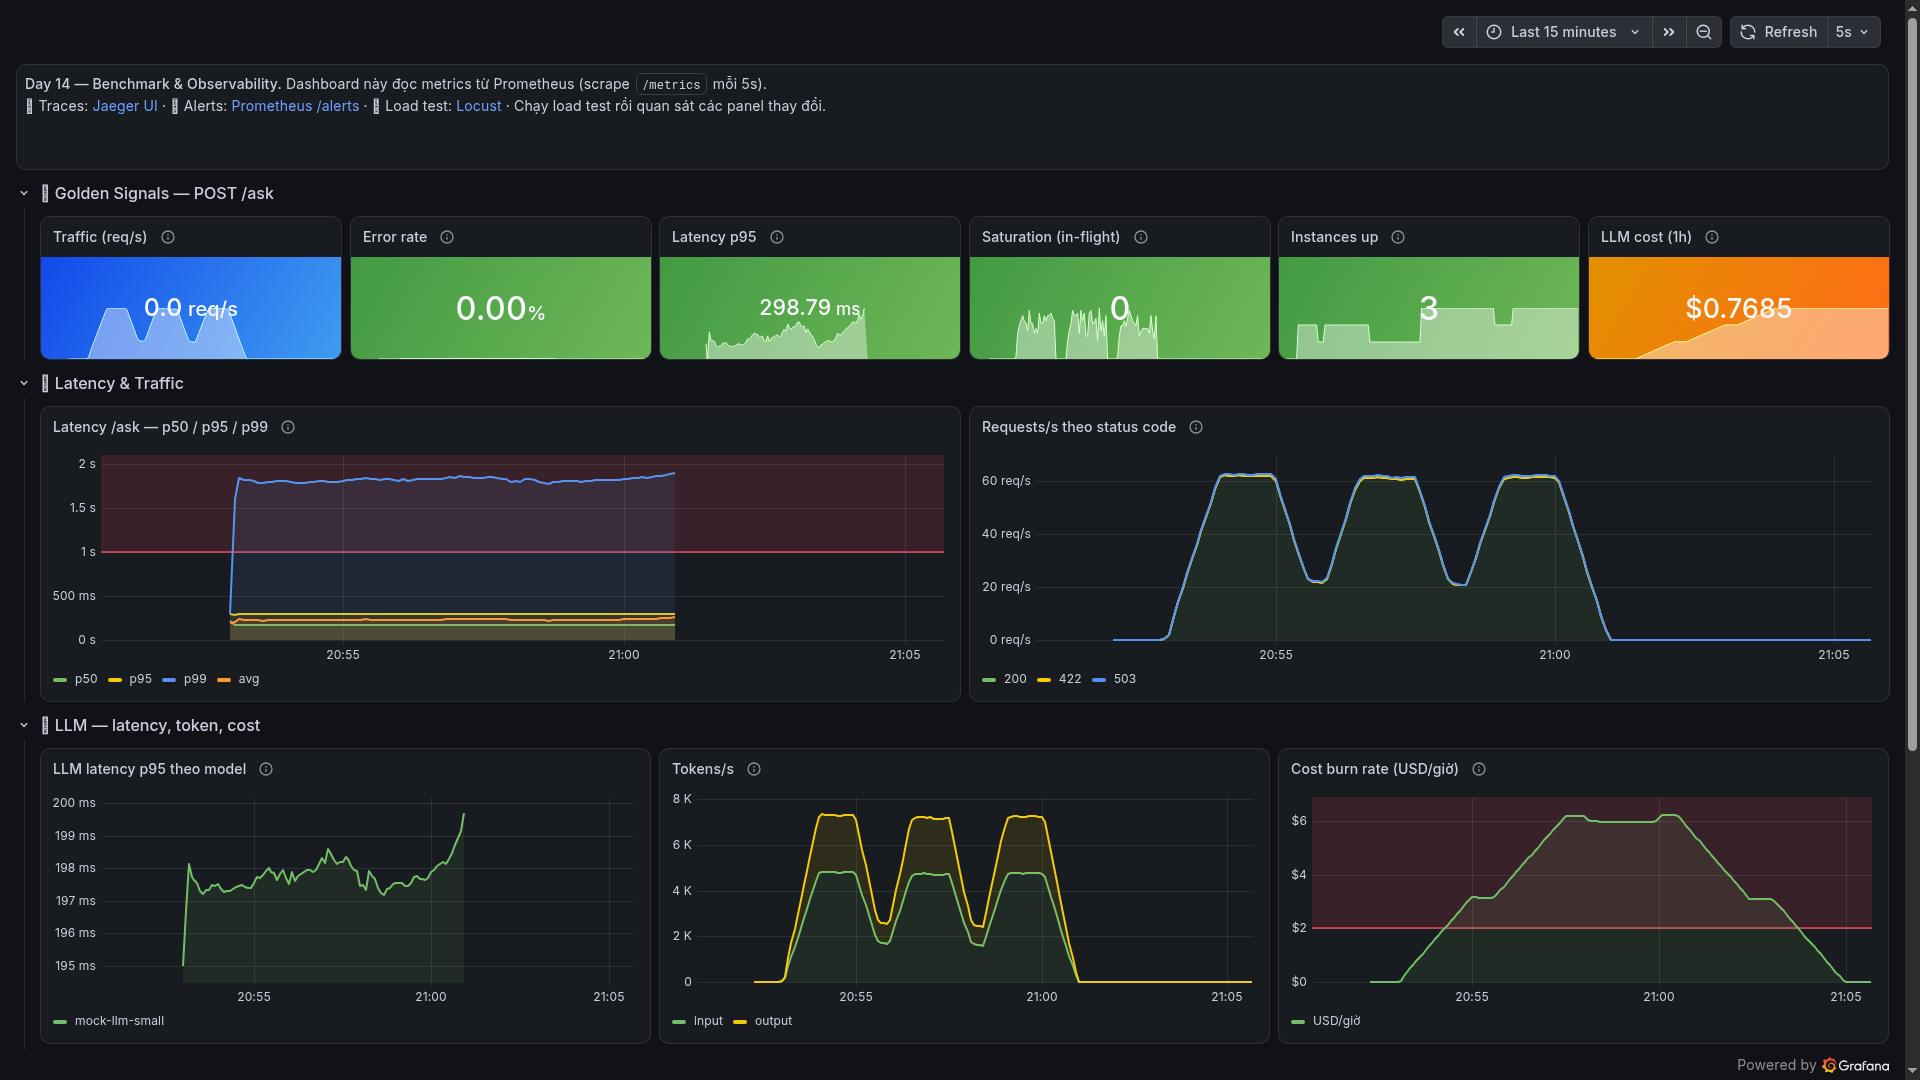 Last 15 minutes
Refresh
5s
Day 14 — Benchmark & Observability. Dashboard này đọc metrics từ Prometheus (scrape /metrics mỗi 5s).
Traces: Jaeger UI · Alerts: Prometheus /alerts · Load test: Locust · Chạy load test rồi quan sát các panel thay đổi.
Golden Signals — POST /ask
Traffic (req/s)
0.0 req/s
Error rate
0.00%
Latency p95
298.79 ms
Saturation (in-flight)
0
Instances up
3
LLM cost (1h)
$0.7685
Latency & Traffic
Latency /ask — p50 / p95 / p99
2 s
1.5 s
1 s
500 ms
0 s
20:55
21:00
21:05
p50 p95 p99 avg
Requests/s theo status code
60 req/s
40 req/s
20 req/s
0 req/s
20:55
21:00
21:05
200 422 503
LLM — latency, token, cost
LLM latency p95 theo model
200 ms
199 ms
198 ms
197 ms
196 ms
195 ms
20:55
21:00
21:05
mock-llm-small
Tokens/s
8 K
6 K
4 K
2 K
0
20:55
21:00
21:05
input output
Cost burn rate (USD/giờ)
$6
$4
$2
$0
20:55
21:00
21:05
USD/giờ
Powered by Grafana